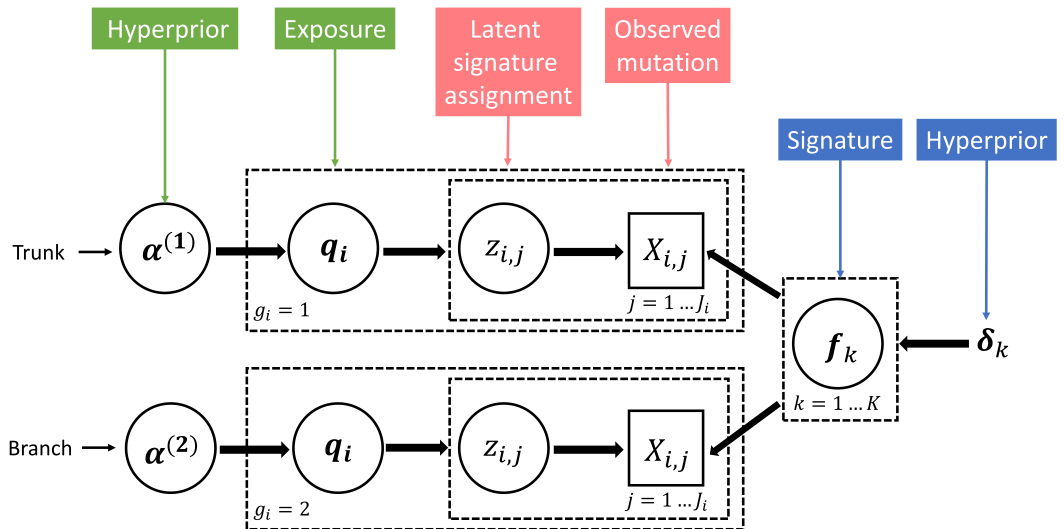 Hyperprior
Exposure
Latent
signature
assignment
Observed
mutation
Signature
Hyperprior
Trunk
α⁽¹⁾
qᵢ
zᵢ,ⱼ
Xᵢ,ⱼ
gᵢ = 1
j = 1 … Jᵢ
fₖ
δₖ
k = 1 … K
Branch
α⁽²⁾
qᵢ
zᵢ,ⱼ
Xᵢ,ⱼ
gᵢ = 2
j = 1 … Jᵢ